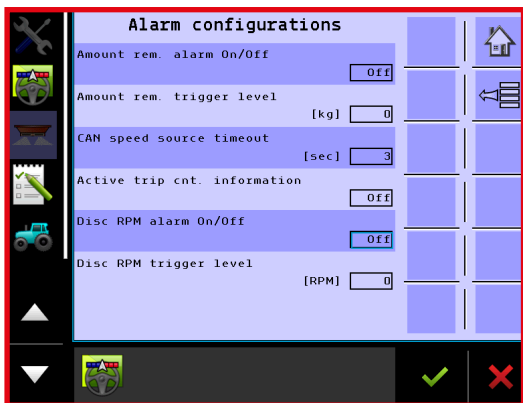 Alarm configurations
Amount rem. alarm On/Off
Off
Amount rem. trigger level
[kg] 0
CAN speed source timeout
[sec] 3
Active trip cnt. information
Off
Disc RPM alarm On/Off
Off
Disc RPM trigger level
[RPM] 0